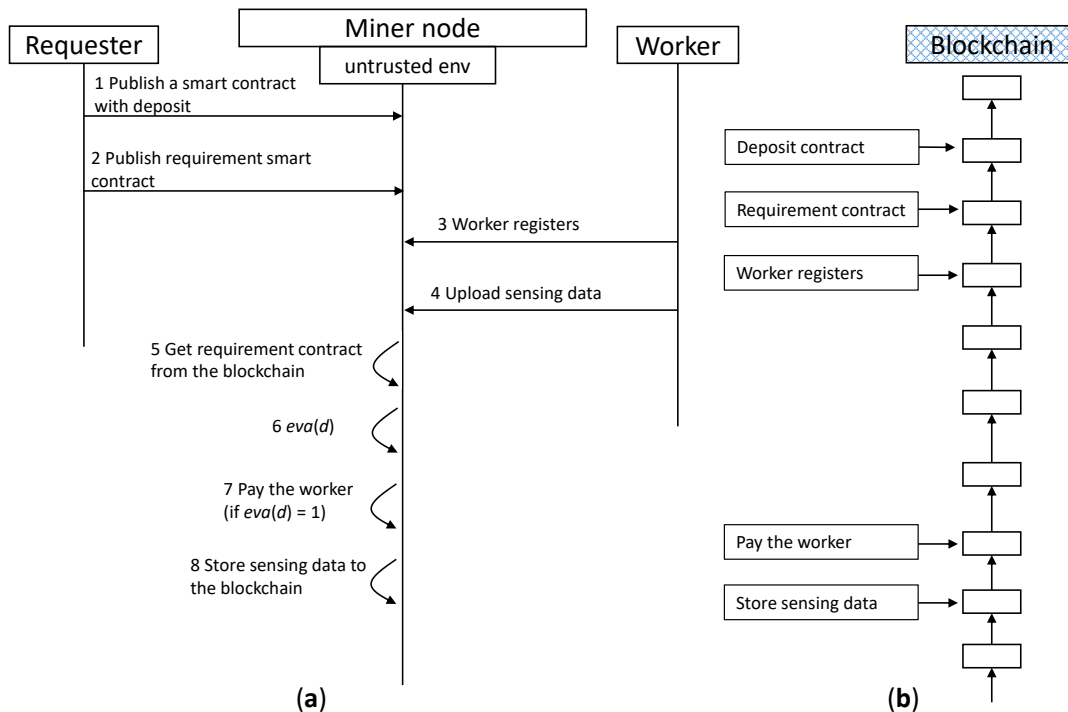 Requester
Miner node
untrusted env
Worker
Blockchain
1 Publish a smart contract
with deposit
2 Publish requirement smart
contract
3 Worker registers
4 Upload sensing data
5 Get requirement contract
from the blockchain
6 eva(d)
7 Pay the worker
(if eva(d) = 1)
8 Store sensing data to
the blockchain
(a)
Deposit contract
Requirement contract
Worker registers
Pay the worker
Store sensing data
(b)